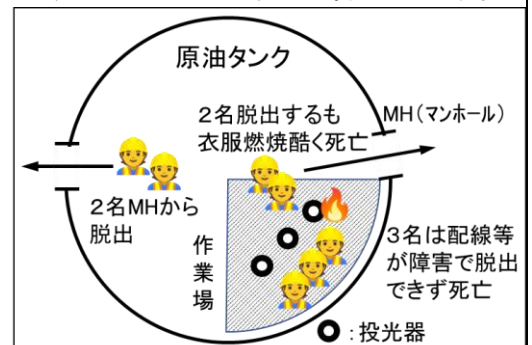 原油タンク
2名脱出するも
衣服燃焼酷く死亡
MH(マンホール)
2名MHから
脱出
作業場
3名は配線等
が障害で脱出
できず死亡
:投光器